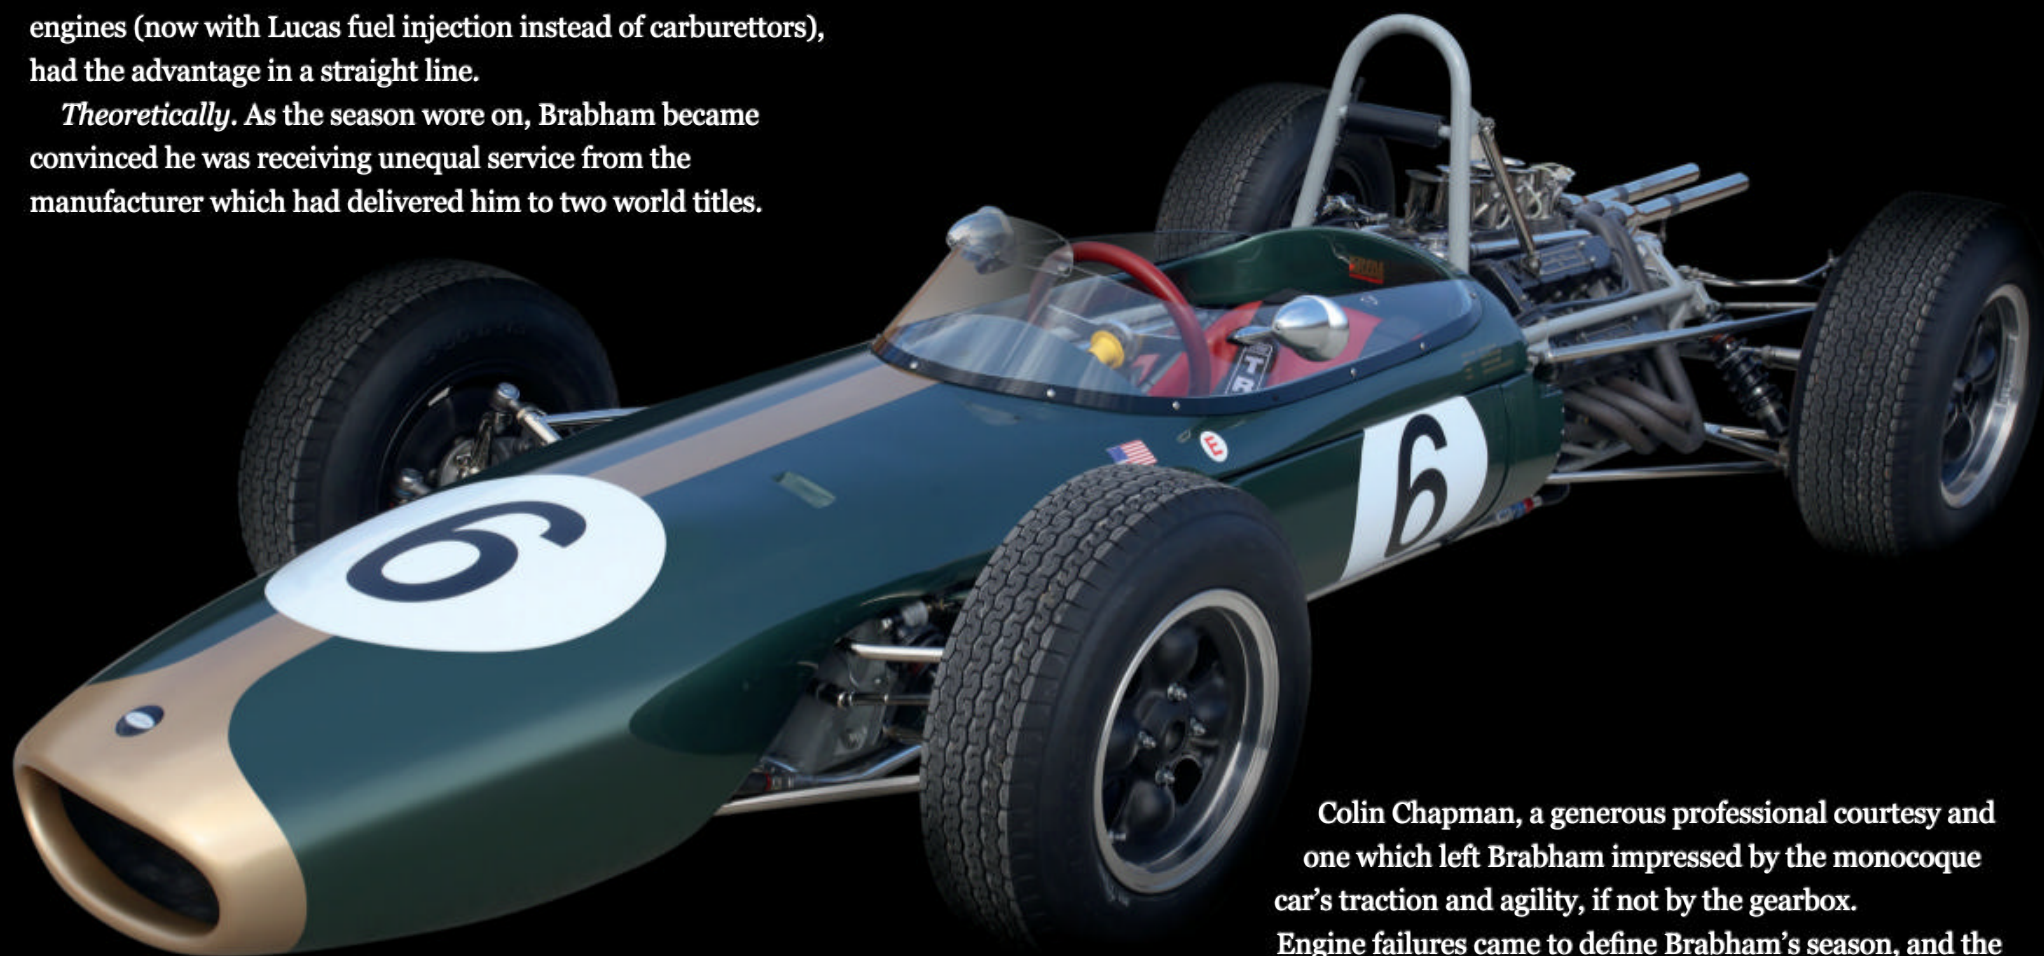 engines (now with Lucas fuel injection instead of carburettors),
had the advantage in a straight line.
Theoretically. As the season wore on, Brabham became
convinced he was receiving unequal service from the
manufacturer which had delivered him to two world titles.
6
6
Colin Chapman, a generous professional courtesy and
one which left Brabham impressed by the monocoque
car’s traction and agility, if not by the gearbox.
Engine failures came to define Brabham’s season, and the